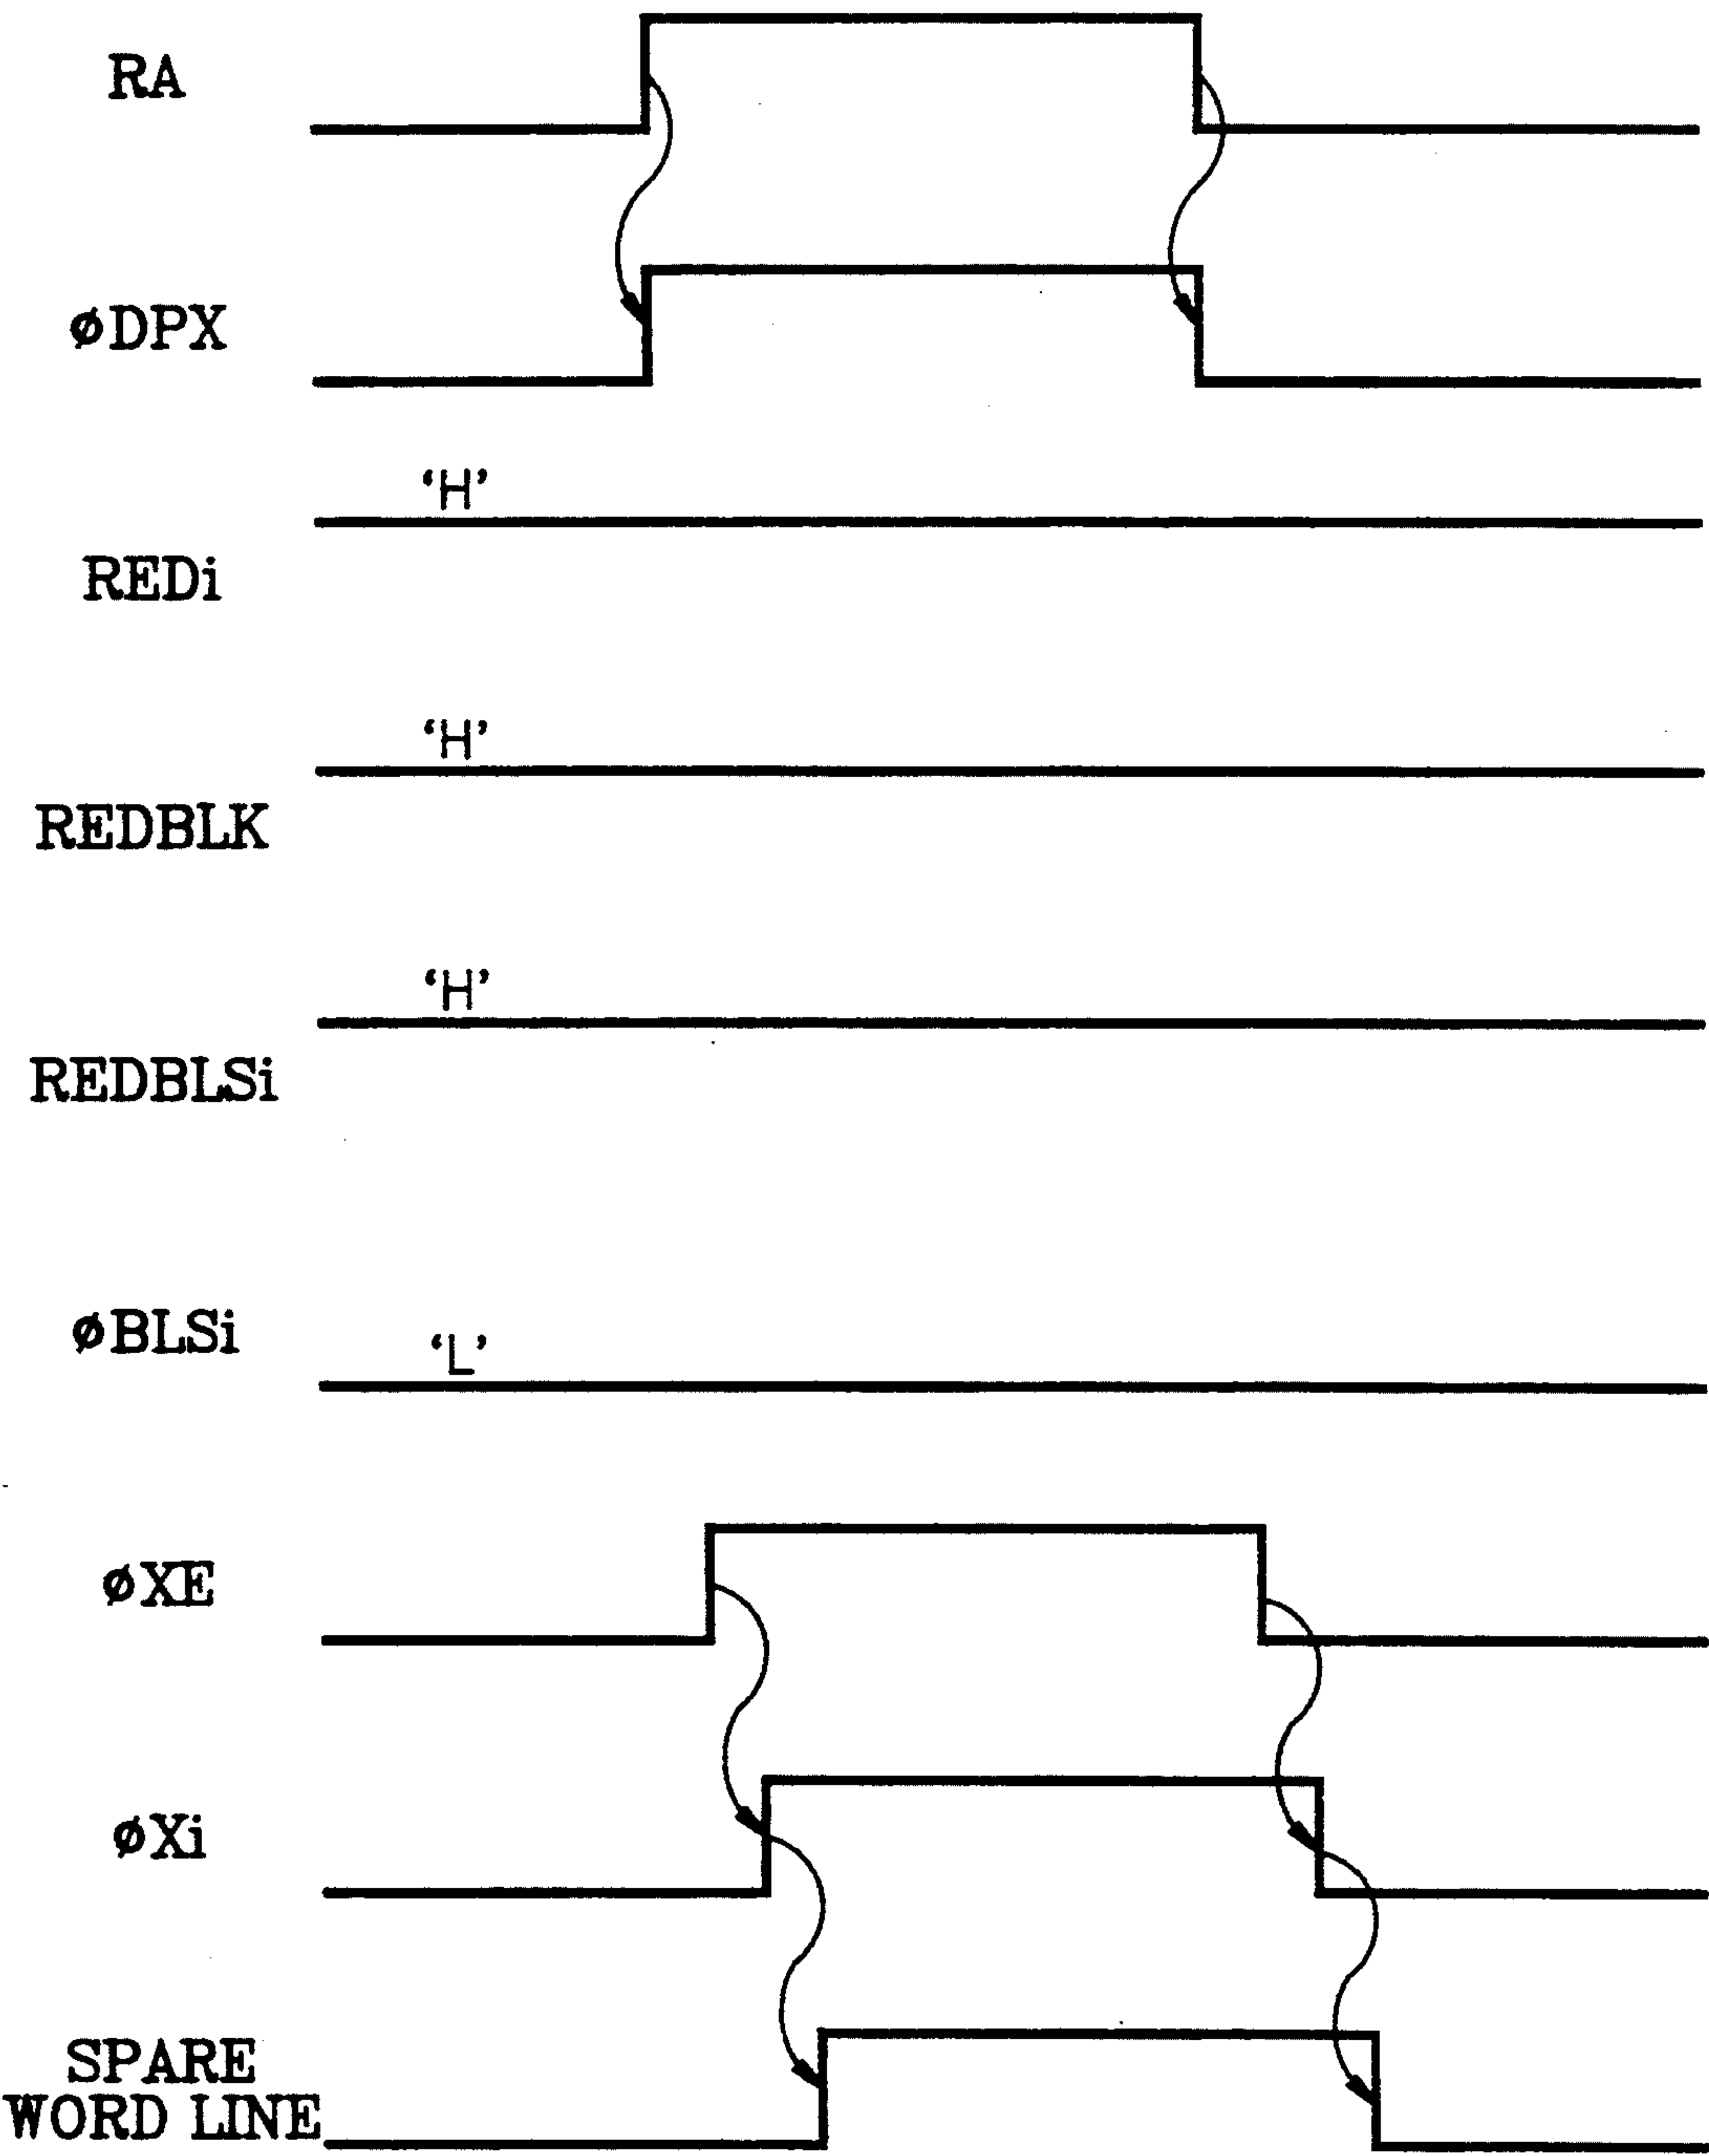 RA
øDPX
'H'
REDi
'H'
REDBLK
'H'
REDBLSi
øBLSi
'L'
øXE
øXi
SPARE
WORD LINE